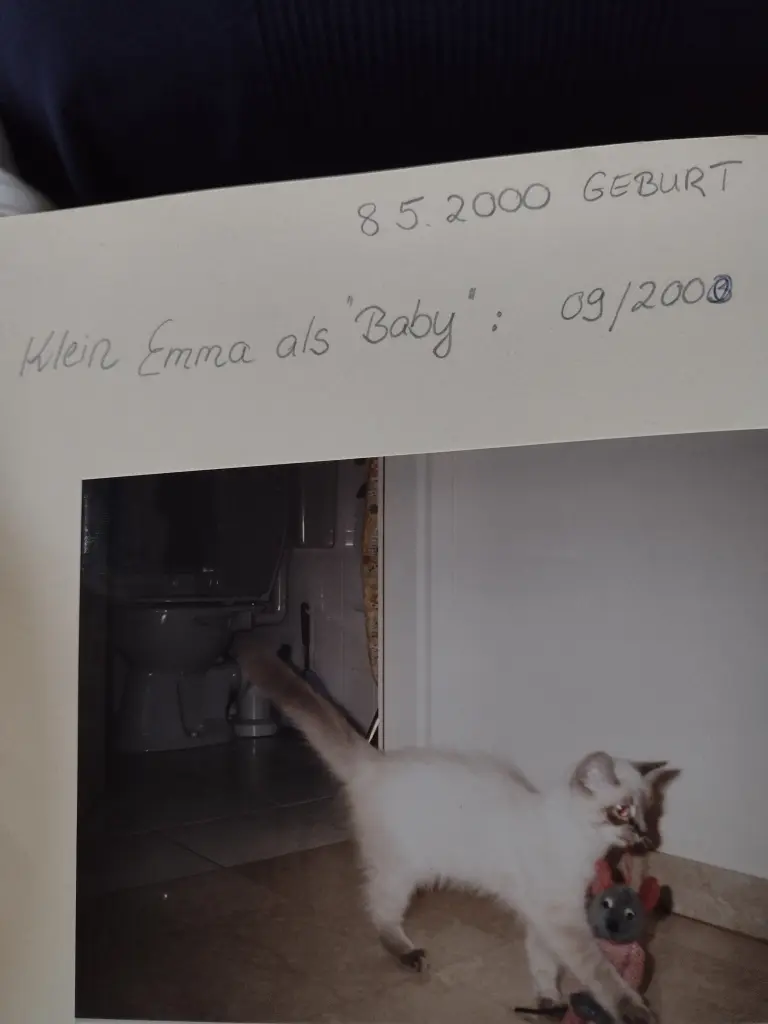 8 5. 2000 GEBURT
Klein Emma als "Baby": 09/2000